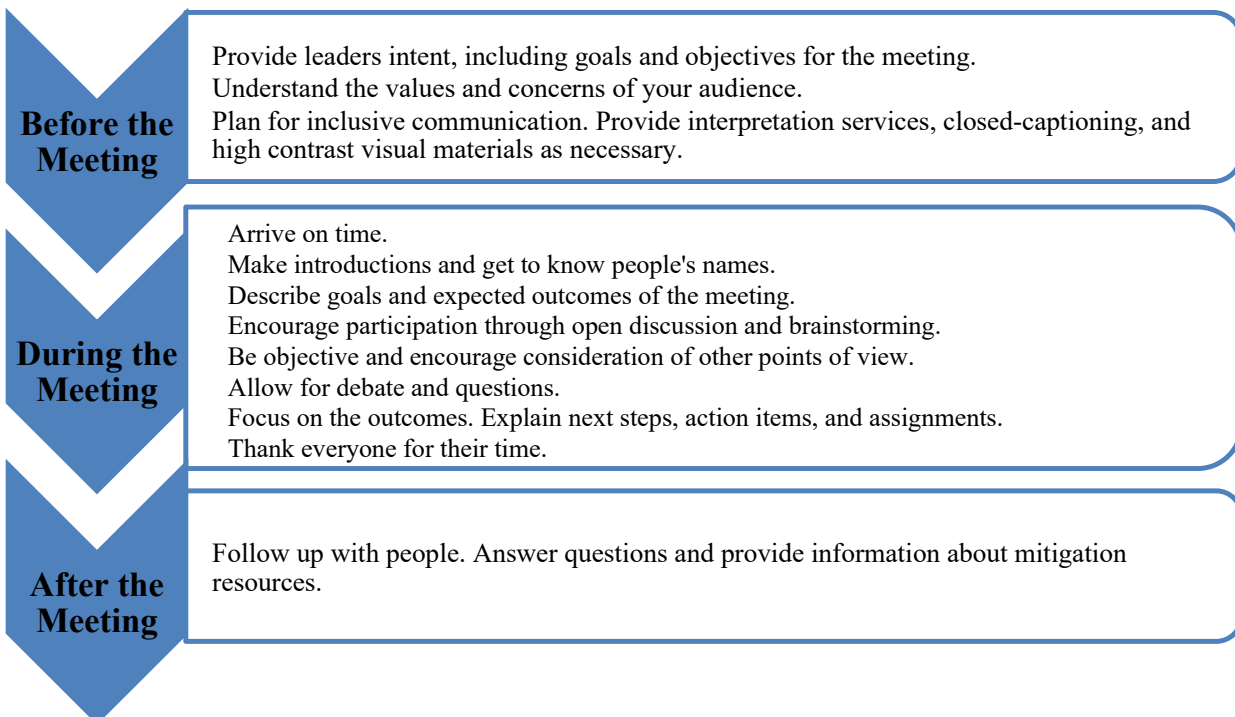 Before the
Meeting
Provide leaders intent, including goals and objectives for the meeting.
Understand the values and concerns of your audience.
Plan for inclusive communication. Provide interpretation services, closed-captioning, and
high contrast visual materials as necessary.
During the
Meeting
Arrive on time.
Make introductions and get to know people's names.
Describe goals and expected outcomes of the meeting.
Encourage participation through open discussion and brainstorming.
Be objective and encourage consideration of other points of view.
Allow for debate and questions.
Focus on the outcomes. Explain next steps, action items, and assignments.
Thank everyone for their time.
After the
Meeting
Follow up with people. Answer questions and provide information about mitigation
resources.